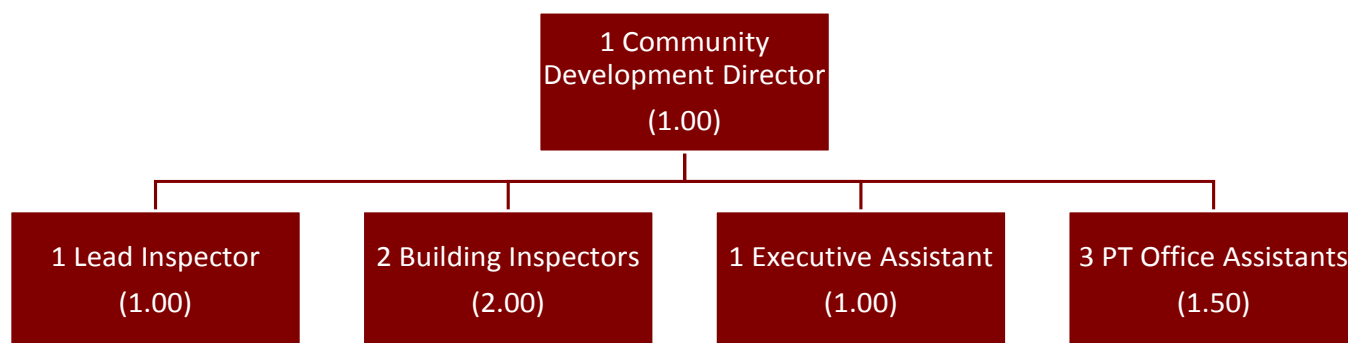 1 Community
Development Director
(1.00)
1 Lead Inspector
(1.00)
2 Building Inspectors
(2.00)
1 Executive Assistant
(1.00)
3 PT Office Assistants
(1.50)